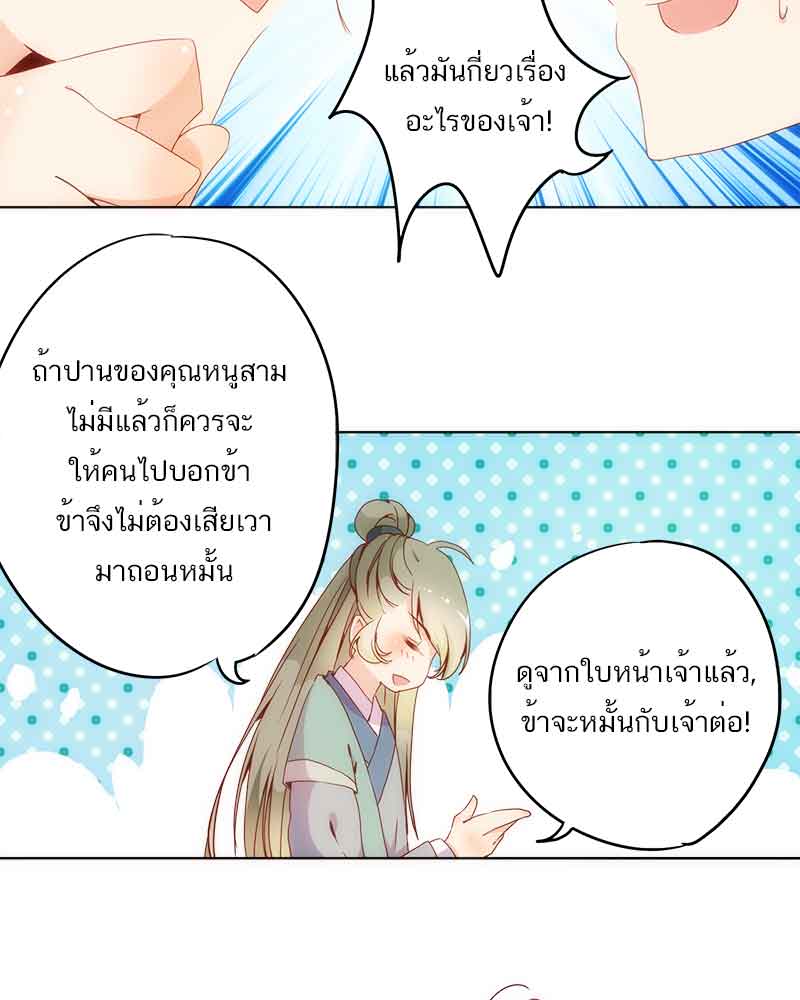 แล้วมันกี่ยวเรื่อง
อะไรของเจ้า!
ถ้าปานของคุณหนูสาม
ไม่มีแล้วก็ควรจะ
ให้คนไปบอกข้า
ข้าจึงไม่ต้องเสียเวา
มาถอนหมั้น
ดูจากใบหน้าเจ้าแล้ว,
ข้าจะหมั้นกับเจ้าต่อ!